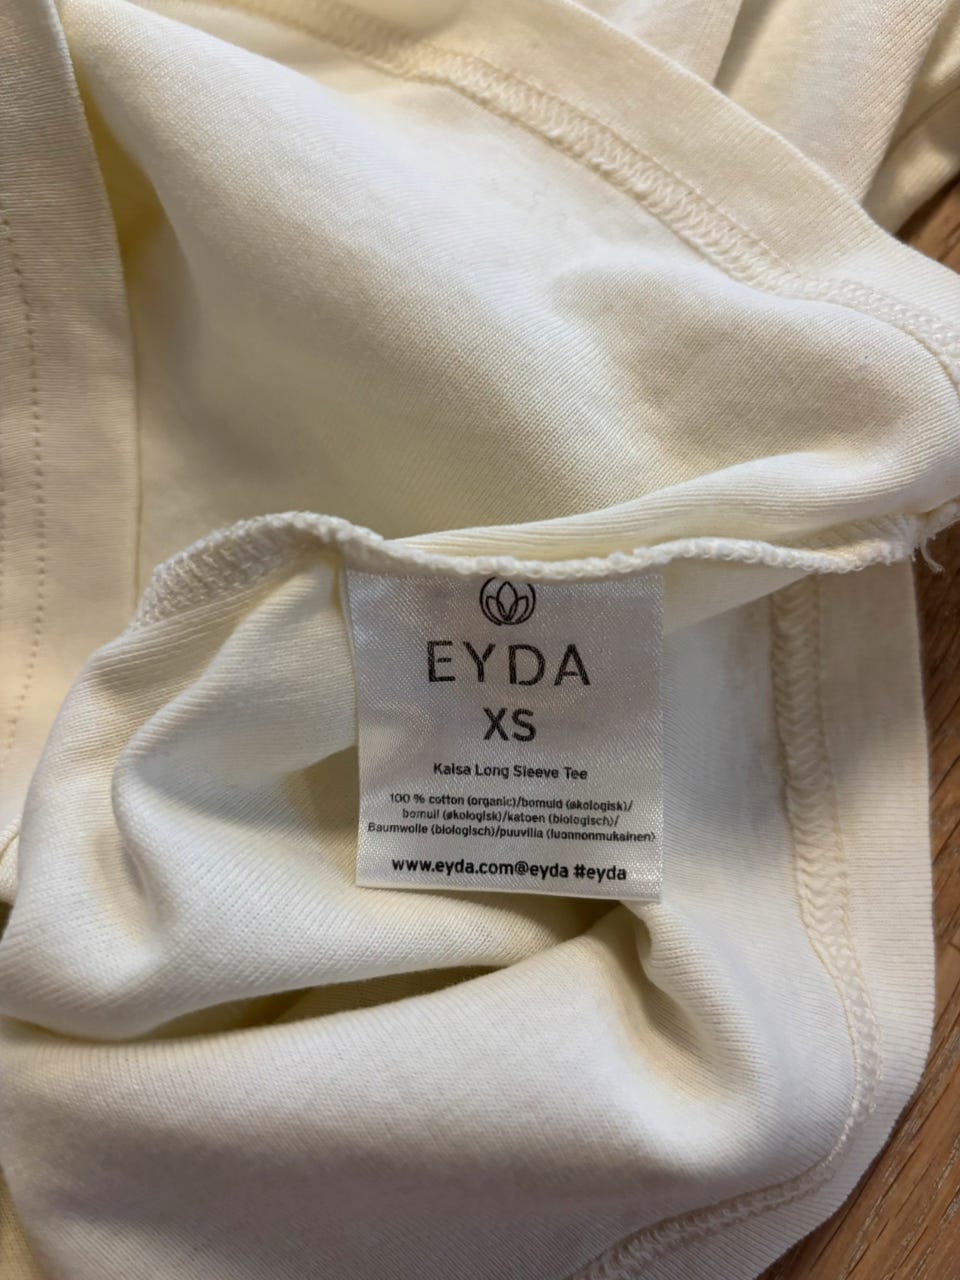 EYDA
XS
Kaisa Long Sleeve Tee
100 % cotton (organic)/bomuld (økologisk)/
bomull (økologisk)/katoen (biologisch)/
Baumwolle (biologisch)/puuvilla (luonnonmukainen)
www.eyda.com@eyda #eyda